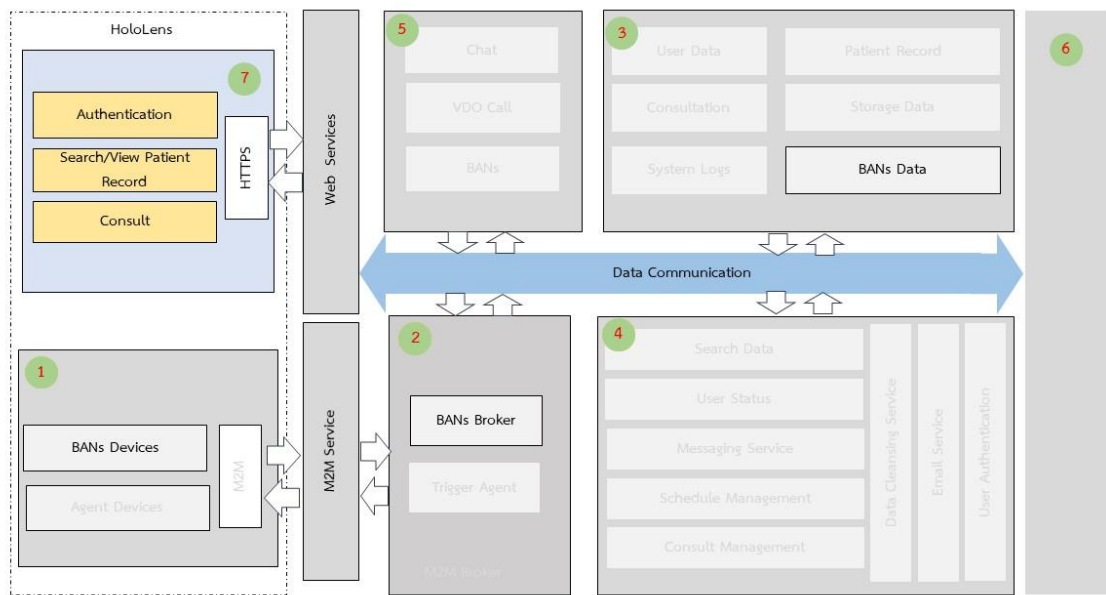 HoloLens
7
Authentication
Search/View Patient
Record
Consult
HTTPS
Web Services
5
Chat
VDO Call
BANs
3
User Data
Patient Record
Consultation
Storage Data
System Logs
BANs Data
6
Data Communication
1
BANs Devices
Agent Devices
M2M
M2M Service
2
BANs Broker
Trigger Agent
M2M Broker
4
Search Data
User Status
Messaging Service
Schedule Management
Consult Management
Data Cleansing Service
Email Service
User Authentication